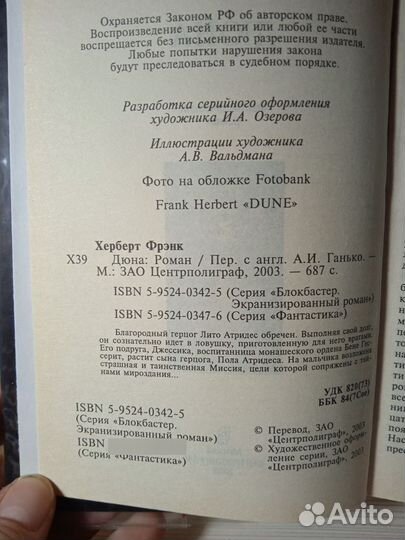 Охраняется Законом РФ об авторском праве.
Воспроизведение всей книги или любой ее части
воспрещается без письменного разрешения издателя.
Любые попытки нарушения закона
будут преследоваться в судебном порядке.
Разработка серийного оформления
художника И.А. Озерова
Иллюстрации художника
А.В. Вальдмана
Фото на обложке Fotobank
Frank Herbert «DUNE»
Херберт Фрэнк
Х39 Дюна: Роман / Пер. с англ. А.И. Ганько. —
М.: ЗАО Центрполиграф, 2003. — 687 с.
ISBN 5-9524-0342-5 (Серия «Блокбастер.
Экранизированный роман»)
ISBN 5-9524-0347-6 (Серия «Фантастика»)
Благородный герцог Лито Атридес обречен. Выполняя свой долг,
он сознательно идет в ловушку, приготовленную для него врагами.
Его подруга, Джессика, воспитанница монашеского ордена Бене Гес-
серит, растит сына герцога, Пола Атридеса. На мальчика возложена
страшная и таинственная Миссия, цели которой сопряжены с тай-
нами мироздания...
УДК 820(73)
ББК 84(7Сое)
ISBN 5-9524-0342-5
(Серия «Блокбастер.
Экранизированный роман»)
ISBN
(Серия «Фантастика»)
© Перевод, ЗАО
«Центрполиграф», 2003
© Художественное оформ-
ление серии, ЗАО
«Центрполиграф», 2003
Avito